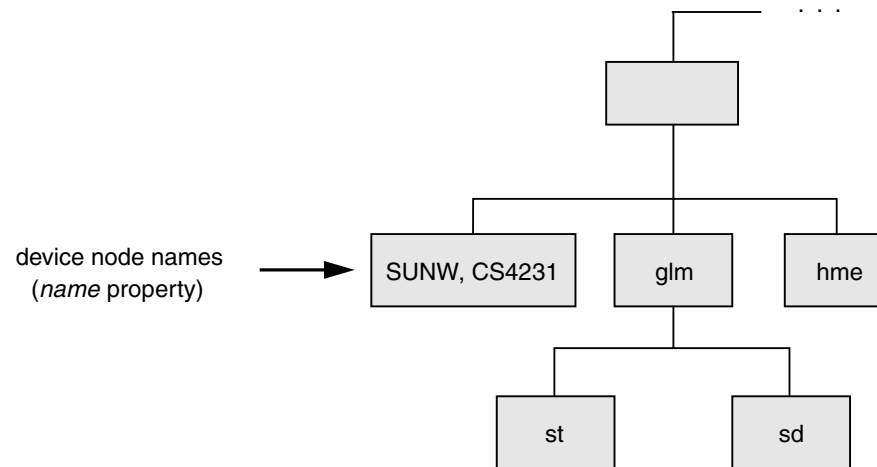 . . .
device node names
(name property)
SUNW, CS4231
glm
hme
st
sd